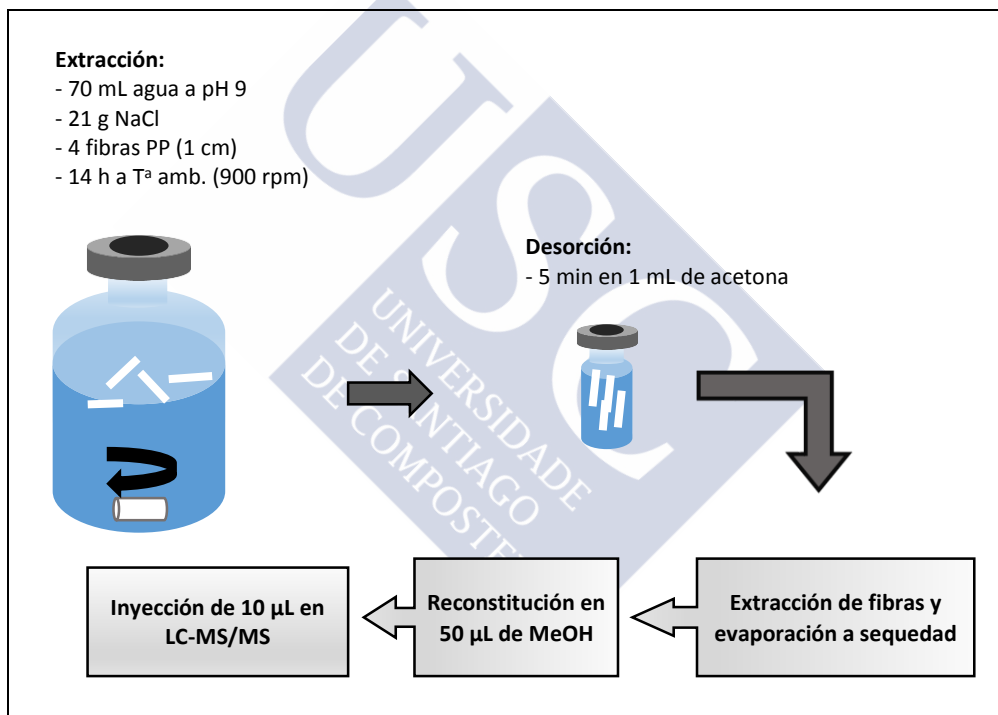 Extracción:
- 70 mL agua a pH 9
- 21 g NaCl
- 4 fibras PP (1 cm)
- 14 h a Tª amb. (900 rpm)
Desorción:
- 5 min en 1 mL de acetona
USC
UNIVERSIDADE
DE SANTIAGO
DE COMPOSTELA
Inyección de 10 µL en
LC-MS/MS
Reconstitución en
50 µL de MeOH
Extracción de fibras y
evaporación a sequedad